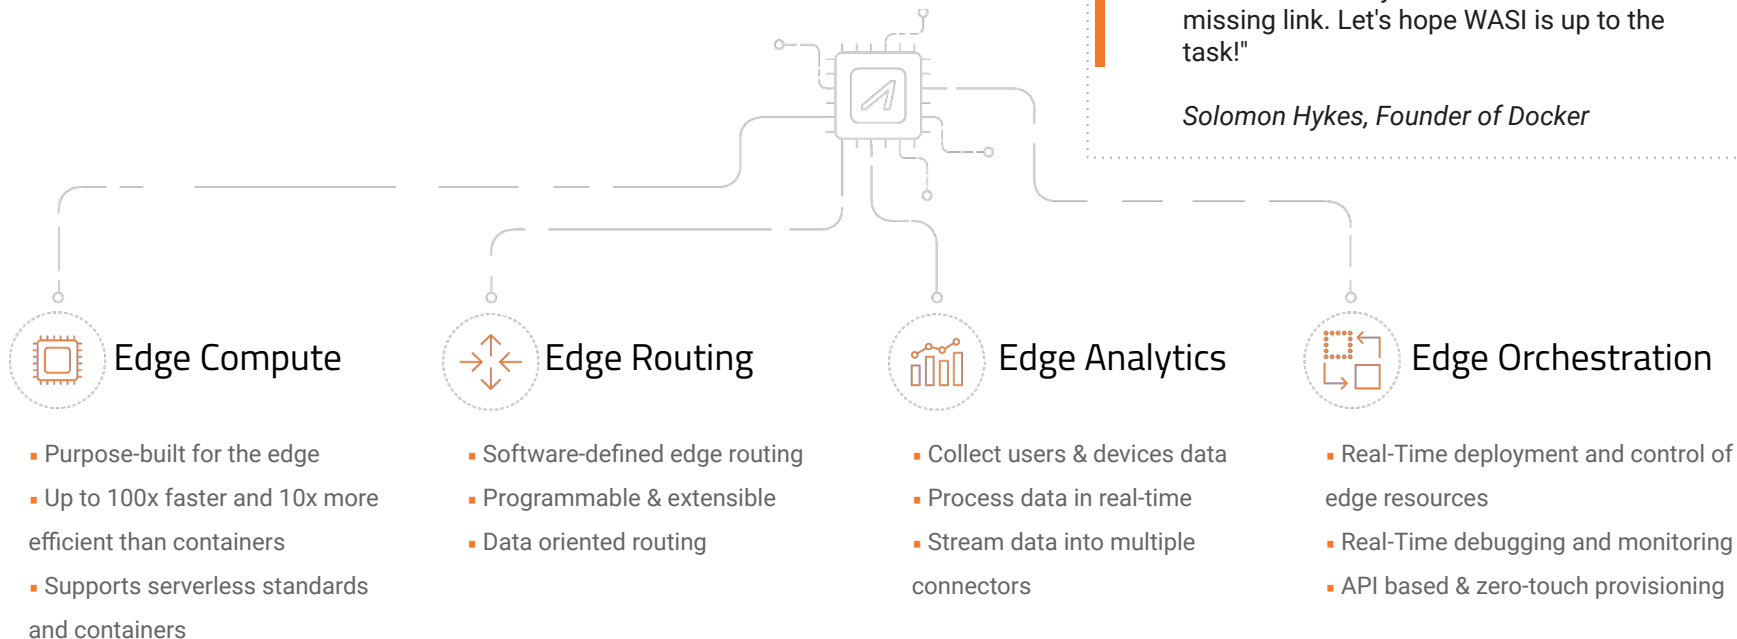 missing link. Let's hope WASI is up to the
task!"
Solomon Hykes, Founder of Docker
Edge Compute
▪ Purpose-built for the edge
▪ Up to 100x faster and 10x more
efficient than containers
▪ Supports serverless standards
and containers
Edge Routing
▪ Software-defined edge routing
▪ Programmable & extensible
▪ Data oriented routing
Edge Analytics
▪ Collect users & devices data
▪ Process data in real-time
▪ Stream data into multiple
connectors
Edge Orchestration
▪ Real-Time deployment and control of
edge resources
▪ Real-Time debugging and monitoring
▪ API based & zero-touch provisioning